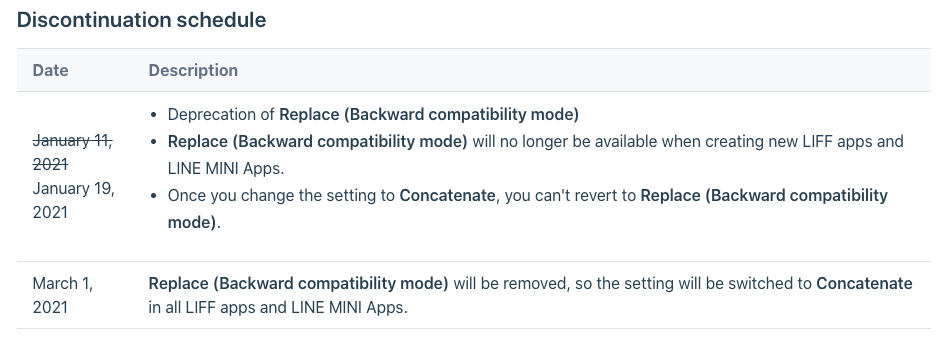 Discontinuation schedule
Date Description
January 11,
2021
January 19,
2021
• Deprecation of Replace (Backward compatibility mode)
• Replace (Backward compatibility mode) will no longer be available when creating new LIFF apps and
LINE MINI Apps.
• Once you change the setting to Concatenate, you can't revert to Replace (Backward compatibility
mode).
March 1,
2021
Replace (Backward compatibility mode) will be removed, so the setting will be switched to Concatenate
in all LIFF apps and LINE MINI Apps.